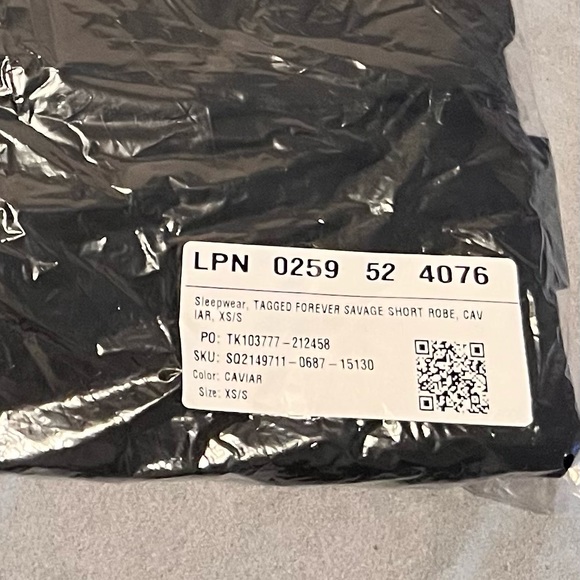 LPN 0259 52 4076
Sleepwear, TAGGED FOREVER SAVAGE SHORT ROBE, CAV
IAR, XS/S
PO: TK103777-212458
SKU: SO2149711-0687-15130
Color: CAVIAR
Size: XS/S